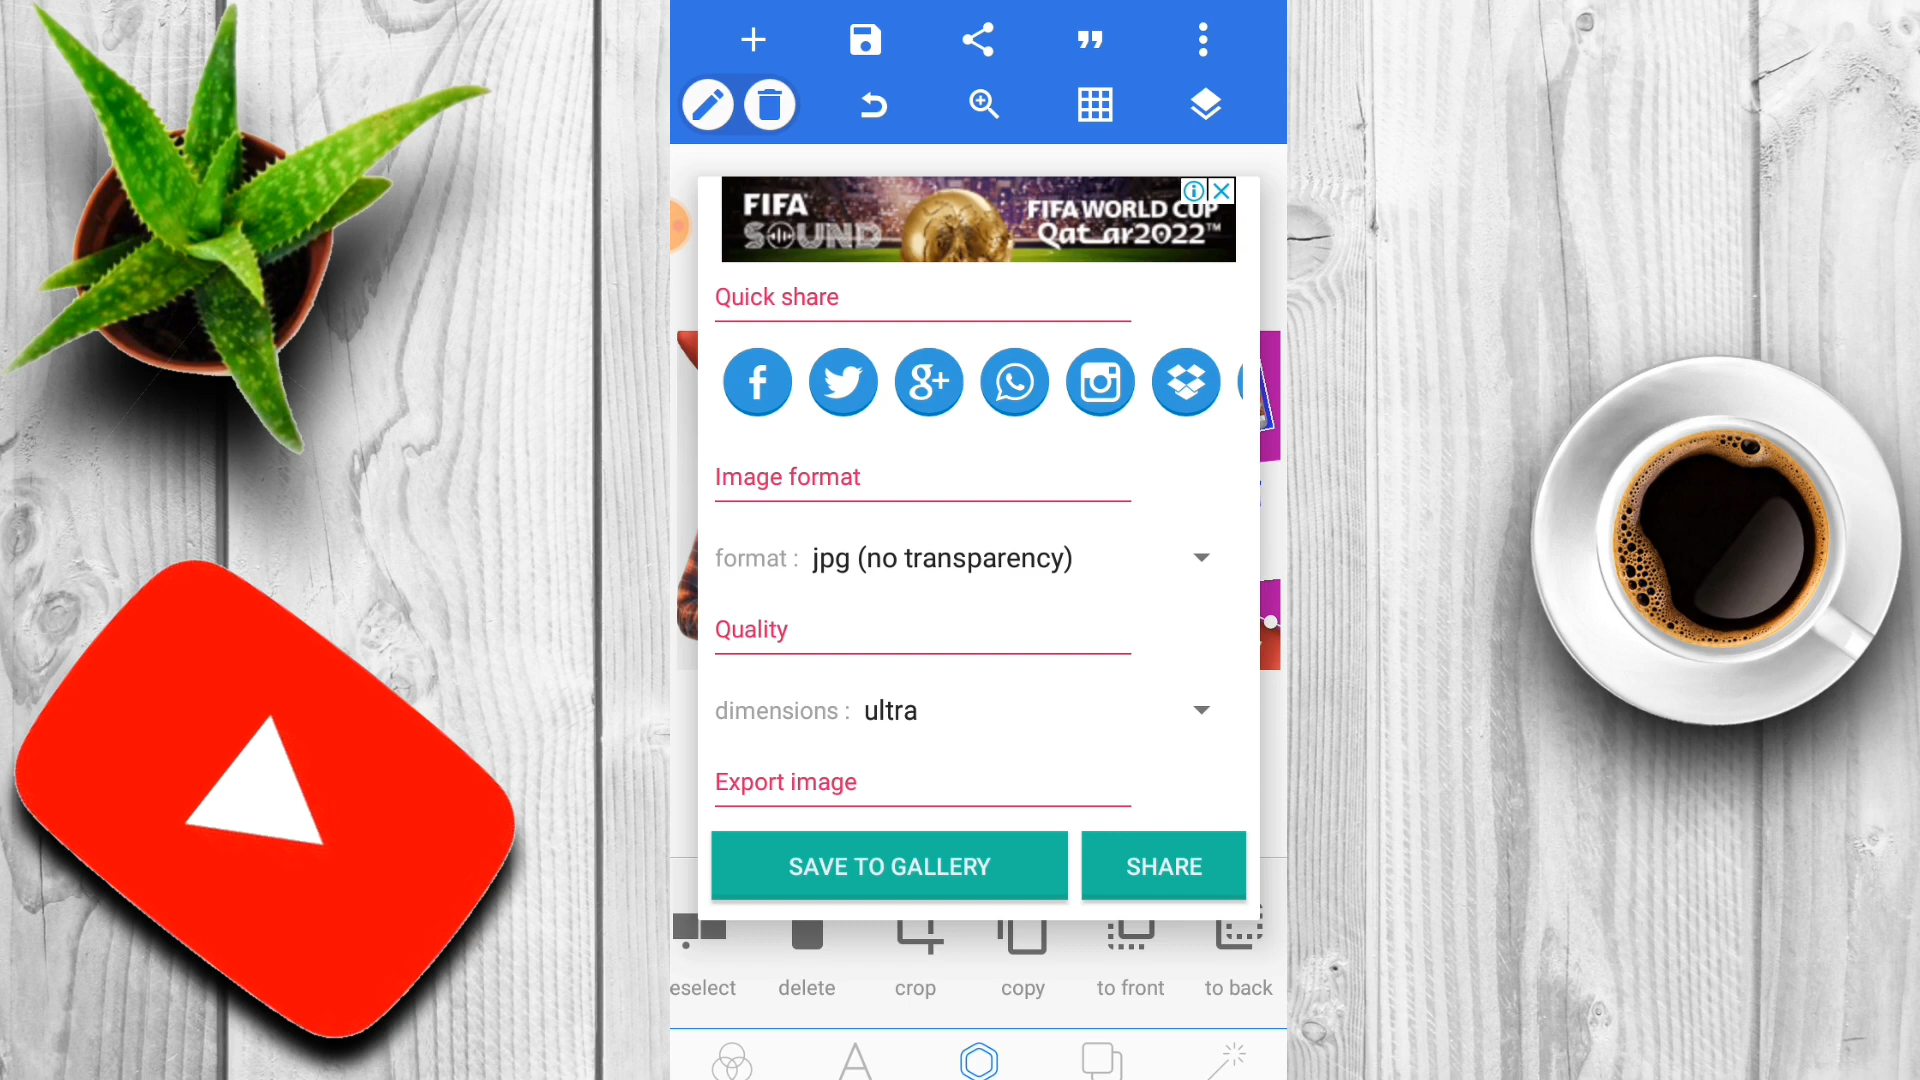 FIFA
SOUND
FIFA WORLD CUP
Qatar2022™
Quick share
Image format
format : jpg (no transparency)
Quality
dimensions : ultra
Export image
SAVE TO GALLERY SHARE
eselect delete crop copy to front to back